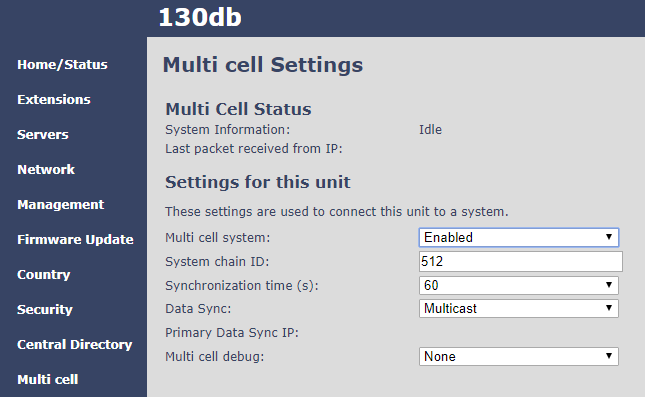 130db
Home/Status
Extensions
Servers
Network
Management
Firmware Update
Country
Security
Central Directory
Multi cell
Multi cell Settings
Multi Cell Status
System Information: Idle
Last packet received from IP:
Settings for this unit
These settings are used to connect this unit to a system.
Multi cell system: Enabled
System chain ID: 512
Synchronization time (s): 60
Data Sync: Multicast
Primary Data Sync IP:
Multi cell debug: None